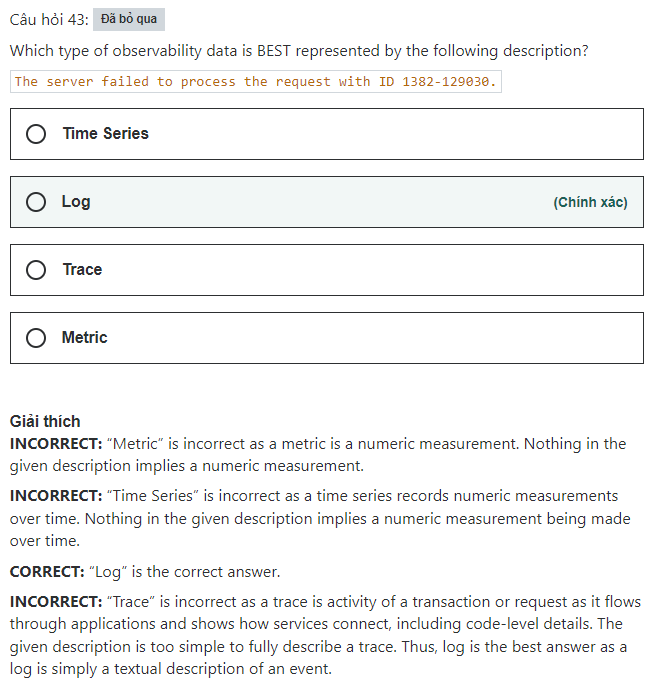 Câu hỏi 43: Đã bỏ qua
Which type of observability data is BEST represented by the following description?
The server failed to process the request with ID 1382-129030.
Time Series
Log (Chính xác)
Trace
Metric
Giải thích
INCORRECT: “Metric” is incorrect as a metric is a numeric measurement. Nothing in the
given description implies a numeric measurement.
INCORRECT: “Time Series” is incorrect as a time series records numeric measurements
over time. Nothing in the given description implies a numeric measurement being made
over time.
CORRECT: “Log” is the correct answer.
INCORRECT: “Trace” is incorrect as a trace is activity of a transaction or request as it flows
through applications and shows how services connect, including code-level details. The
given description is too simple to fully describe a trace. Thus, log is the best answer as a
log is simply a textual description of an event.